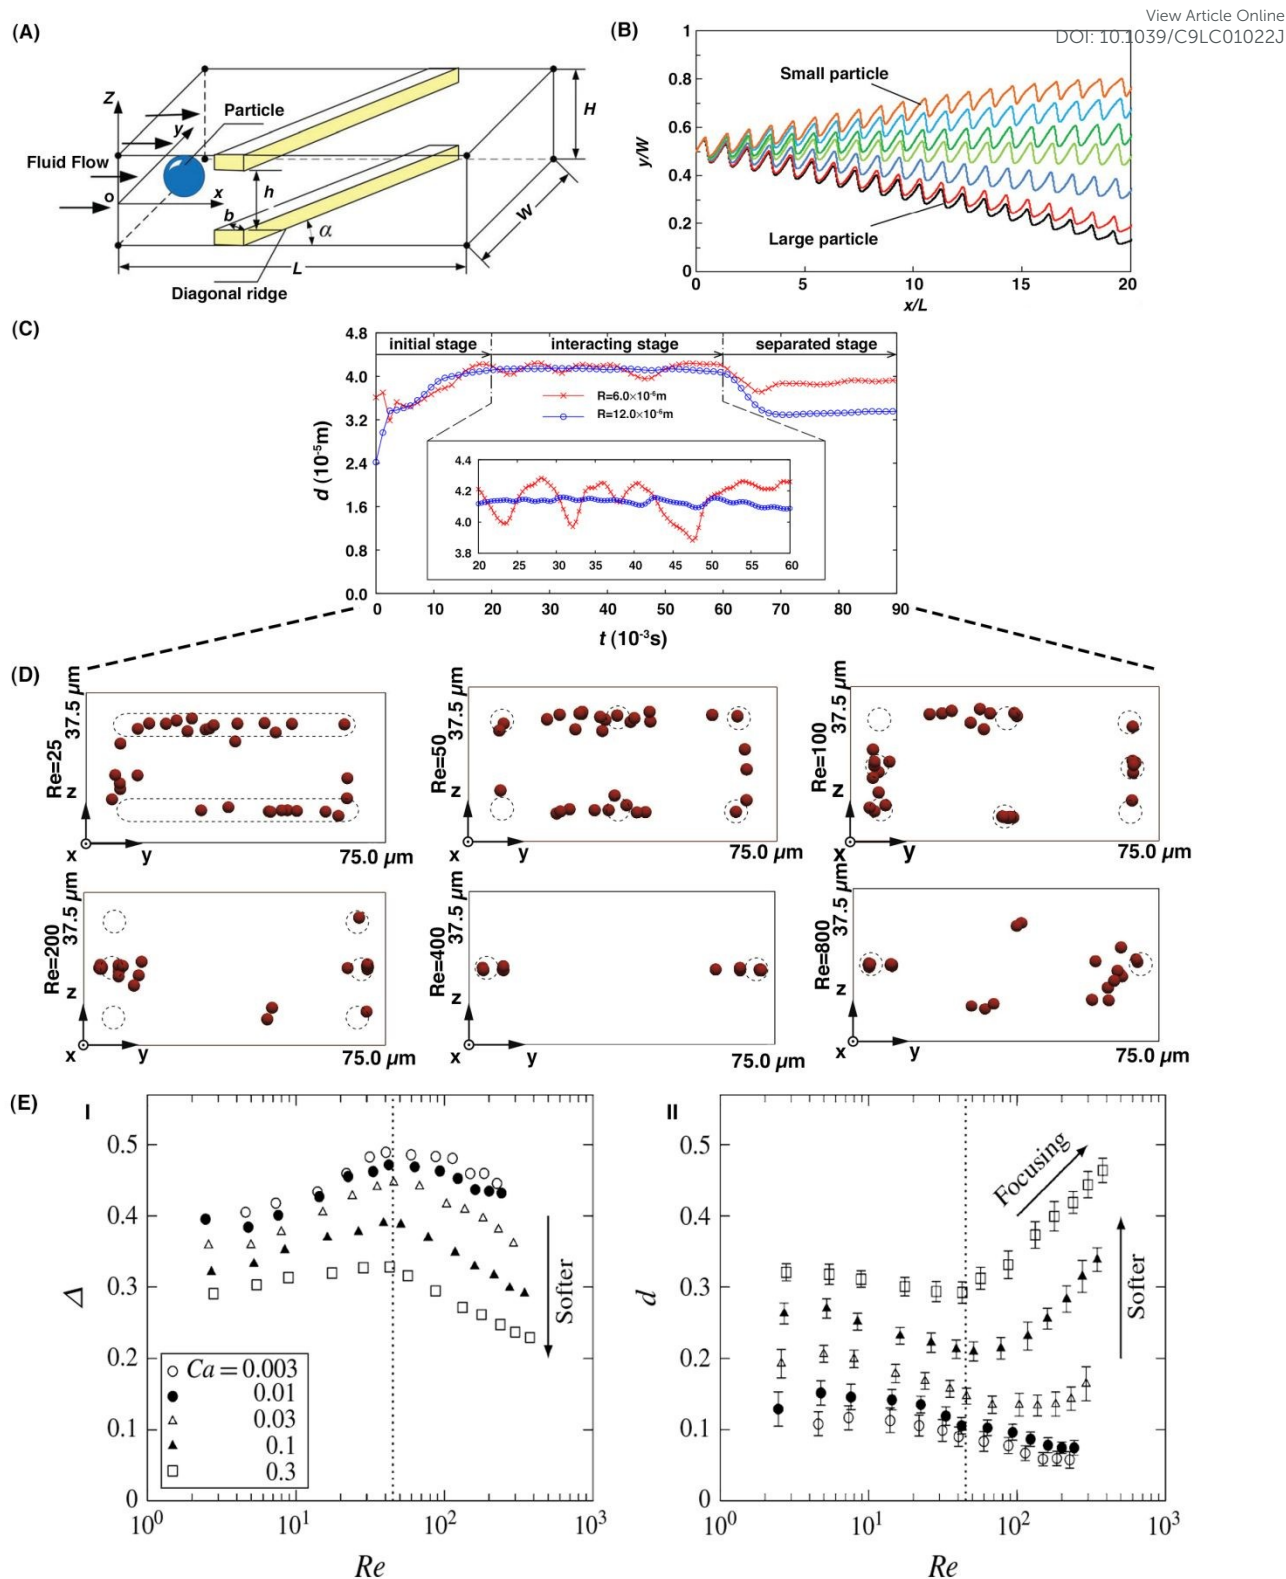 View Article Online
DOI: 10.1039/C9LC01022J
(A)
Z
Particle
y
Fluid Flow
o
x
h
b
α
H
W
L
Diagonal ridge
(B)
1
0.8
0.6
0.4
0.2
0
y/W
Small particle
Large particle
0 5 10 15 20
x/L
(C)
4.8
4.0
3.2
2.4
1.6
0.8
0.0
d (10⁻⁵m)
initial stage interacting stage separated stage
R=6.0×10⁻⁶m
R=12.0×10⁻⁶m
4.4
4.2
4.0
3.8
20 25 30 35 40 45 50 55 60
0 10 20 30 40 50 60 70 80 90
t (10⁻³s)
(D)
Re=25
37.5 µm
z
x
y
75.0 µm
Re=50
37.5 µm
z
x
y
75.0 µm
Re=100
37.5 µm
z
x
y
75.0 µm
Re=200
37.5 µm
z
x
y
75.0 µm
Re=400
37.5 µm
z
x
y
75.0 µm
Re=800
37.5 µm
z
x
y
75.0 µm
(E)
I
0.5
0.4
0.3
0.2
0.1
0
Δ
Softer
Ca = 0.003
0.01
0.03
0.1
0.3
10⁰ 10¹ 10² 10³
Re
II
0.5
0.4
0.3
0.2
0.1
0
d
Focusing
Softer
10⁰ 10¹ 10² 10³
Re